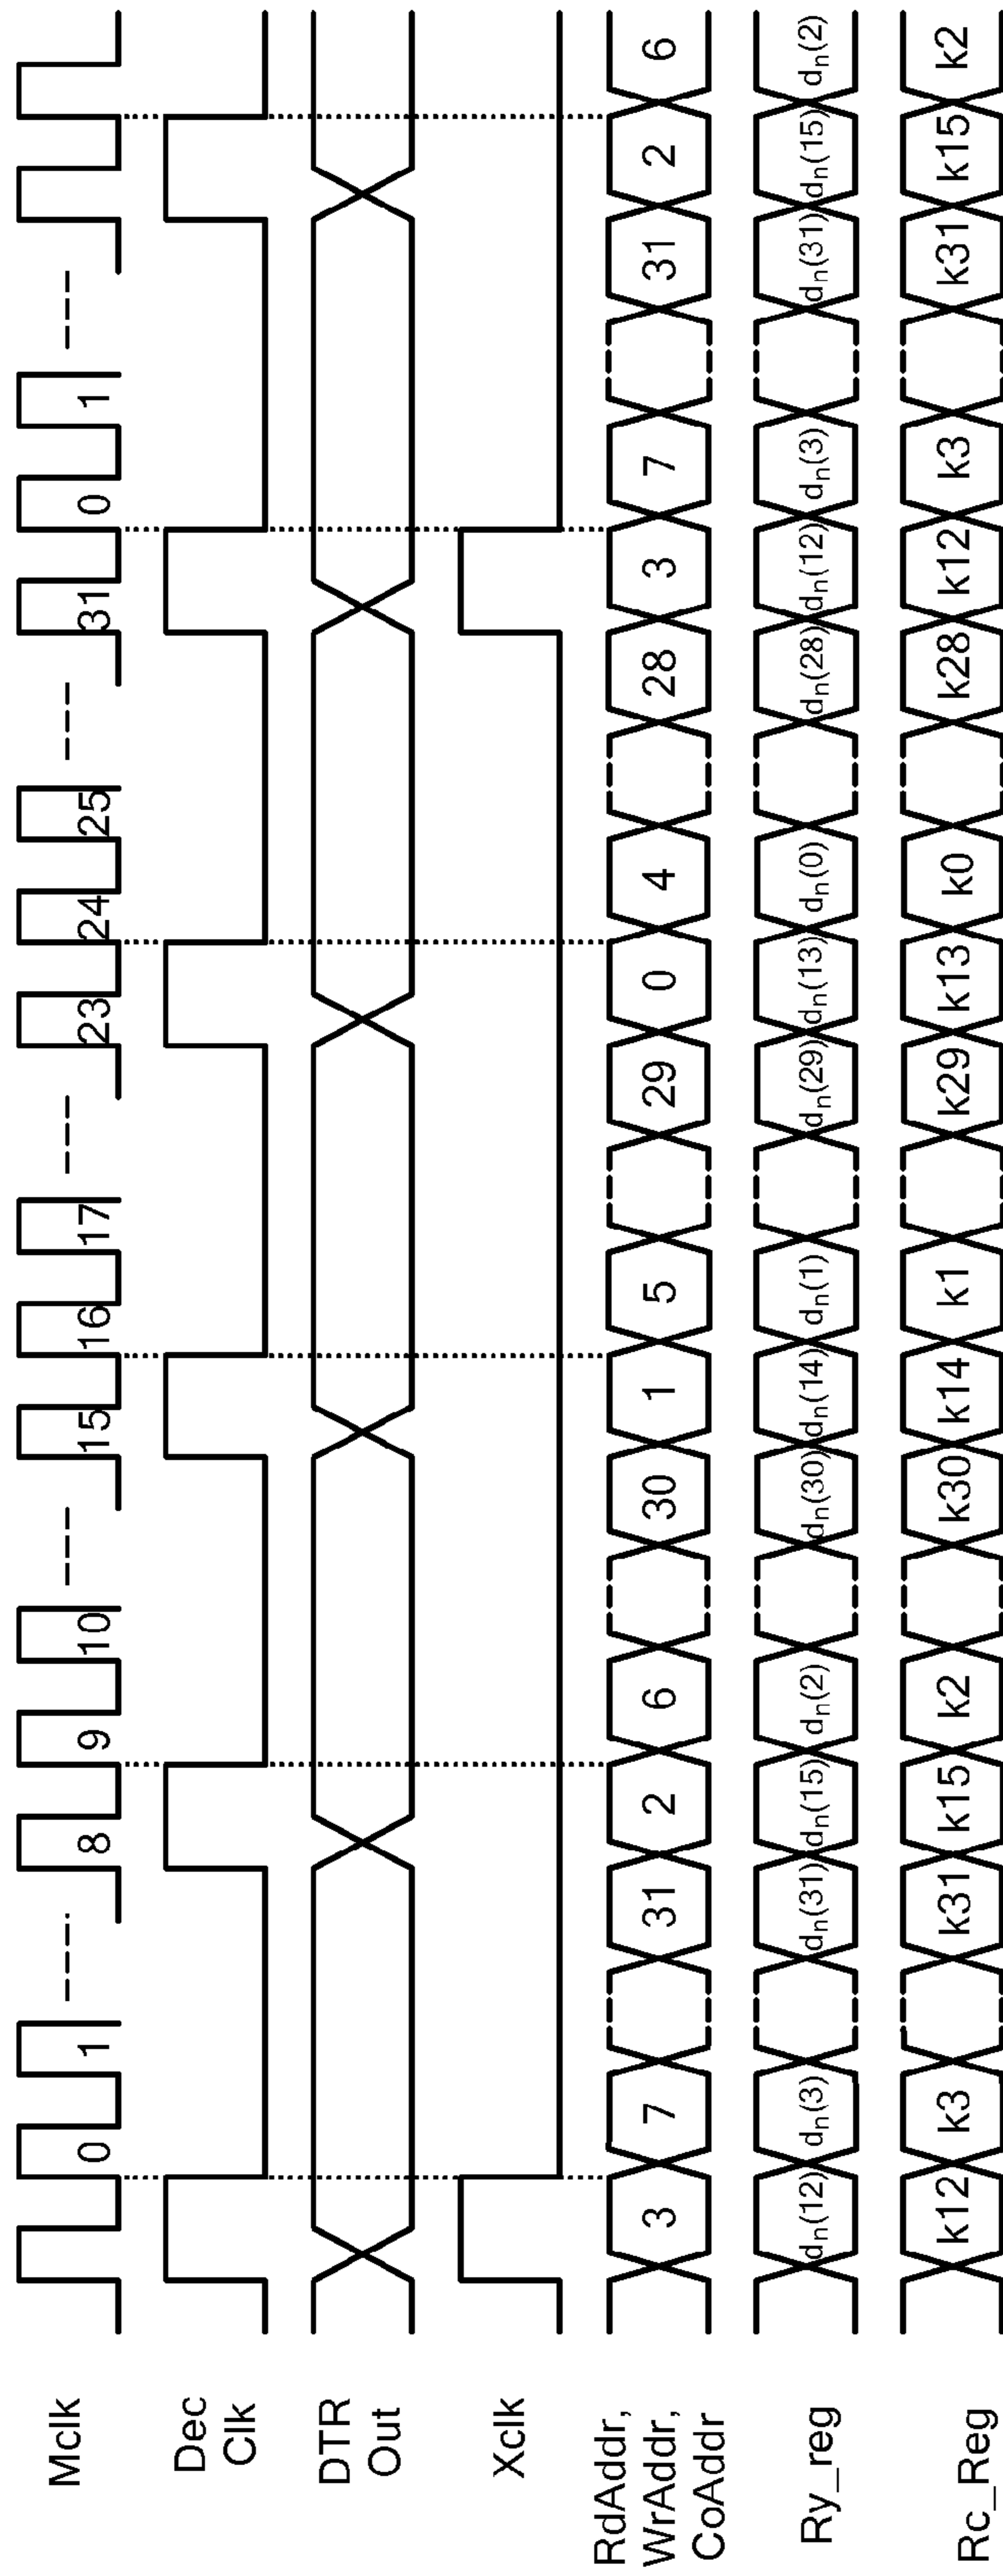 Mclk
0 1 8 9 10 15 16 17 23 24 25 31 0 1
Dec
Clk
DTR
Out
Xclk
RdAddr,
WrAddr,
CoAddr
3 7 31 2 6 30 1 5 29 0 4 28 3 7 31 2 6
Ry_reg
dn(12) dn(3) dn(31) dn(15) dn(2) dn(30) dn(14) dn(1) dn(29) dn(13) dn(0) dn(28) dn(12) dn(3) dn(31) dn(15) dn(2)
Rc_Reg
k12 k3 k31 k15 k2 k30 k14 k1 k29 k13 k0 k28 k12 k3 k31 k15 k2